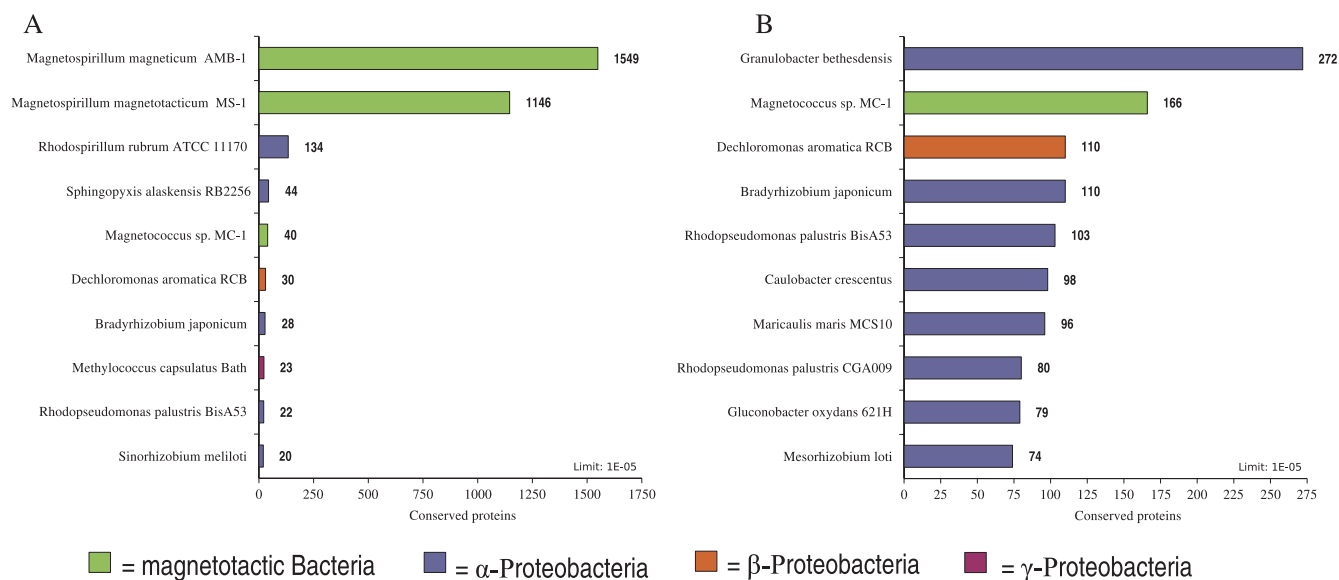 A
Magnetospirillum magneticum AMB-1 1549
Magnetospirillum magnetotacticum MS-1 1146
Rhodospirillum rubrum ATCC 11170 134
Sphingopyxis alaskensis RB2256 44
Magnetococcus sp. MC-1 40
Dechloromonas aromatica RCB 30
Bradyrhizobium japonicum 28
Methylococcus capsulatus Bath 23
Rhodopseudomonas palustris BisA53 22
Sinorhizobium meliloti 20
Limit: 1E-05
0 250 500 750 1000 1250 1500 1750
Conserved proteins
B
Granulobacter bethesdensis 272
Magnetococcus sp. MC-1 166
Dechloromonas aromatica RCB 110
Bradyrhizobium japonicum 110
Rhodopseudomonas palustris BisA53 103
Caulobacter crescentus 98
Maricaulis maris MCS10 96
Rhodopseudomonas palustris CGA009 80
Gluconobacter oxydans 621H 79
Mesorhizobium loti 74
Limit: 1E-05
0 25 50 75 100 125 150 175 200 225 250 275
Conserved proteins
= magnetotactic Bacteria = α-Proteobacteria = β-Proteobacteria = γ-Proteobacteria